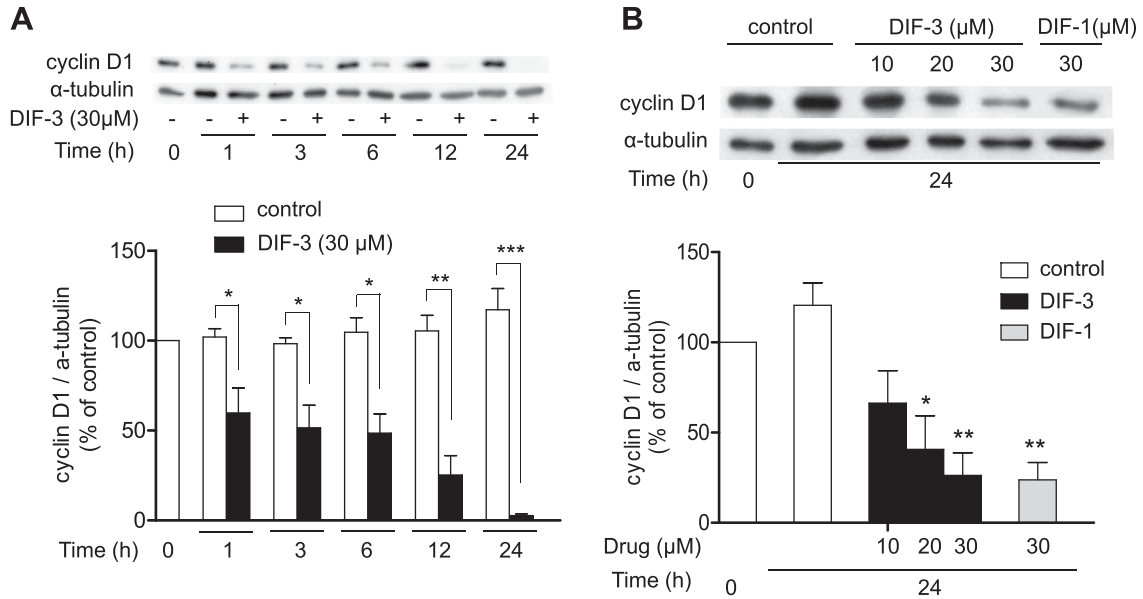 A
cyclin D1
α-tubulin
DIF-3 (30µM) - - + - + - + - + - +
Time (h) 0 1 3 6 12 24
control
DIF-3 (30 µM)
cyclin D1 / a-tubulin
(% of control)
150
100
50
0
* * * ** ***
Time (h) 0 1 3 6 12 24
B
control DIF-3 (µM) DIF-1(µM)
10 20 30 30
cyclin D1
α-tubulin
Time (h) 0 24
control
DIF-3
DIF-1
cyclin D1 / a-tubulin
(% of control)
150
100
50
0
* ** **
Drug (µM) 10 20 30 30
Time (h) 0 24